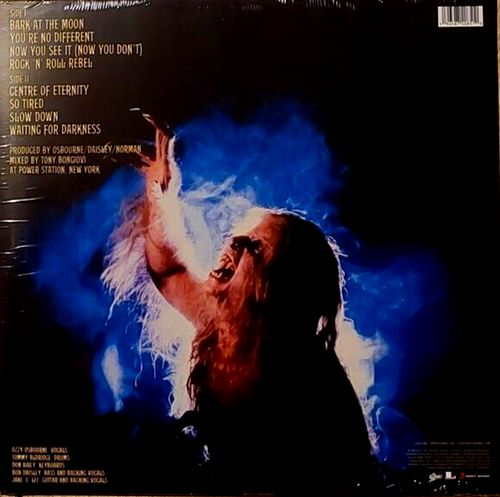 SIDE I
BARK AT THE MOON
YOU'RE NO DIFFERENT
NOW YOU SEE IT (NOW YOU DON'T)
ROCK 'N' ROLL REBEL
SIDE II
CENTRE OF ETERNITY
SO TIRED
SLOW DOWN
WAITING FOR DARKNESS
PRODUCED BY OSBOURNE/DAISLEY/NORMAN
MIXED BY TONY BONGIOVI
AT POWER STATION, NEW YORK
OZZY OSBOURNE VOCALS
TOMMY ALDRIDGE DRUMS
DON AIREY KEYBOARDS
BOB DAISLEY BASS AND BACKING VOCALS
JAKE E LEE GUITAR AND BACKING VOCALS